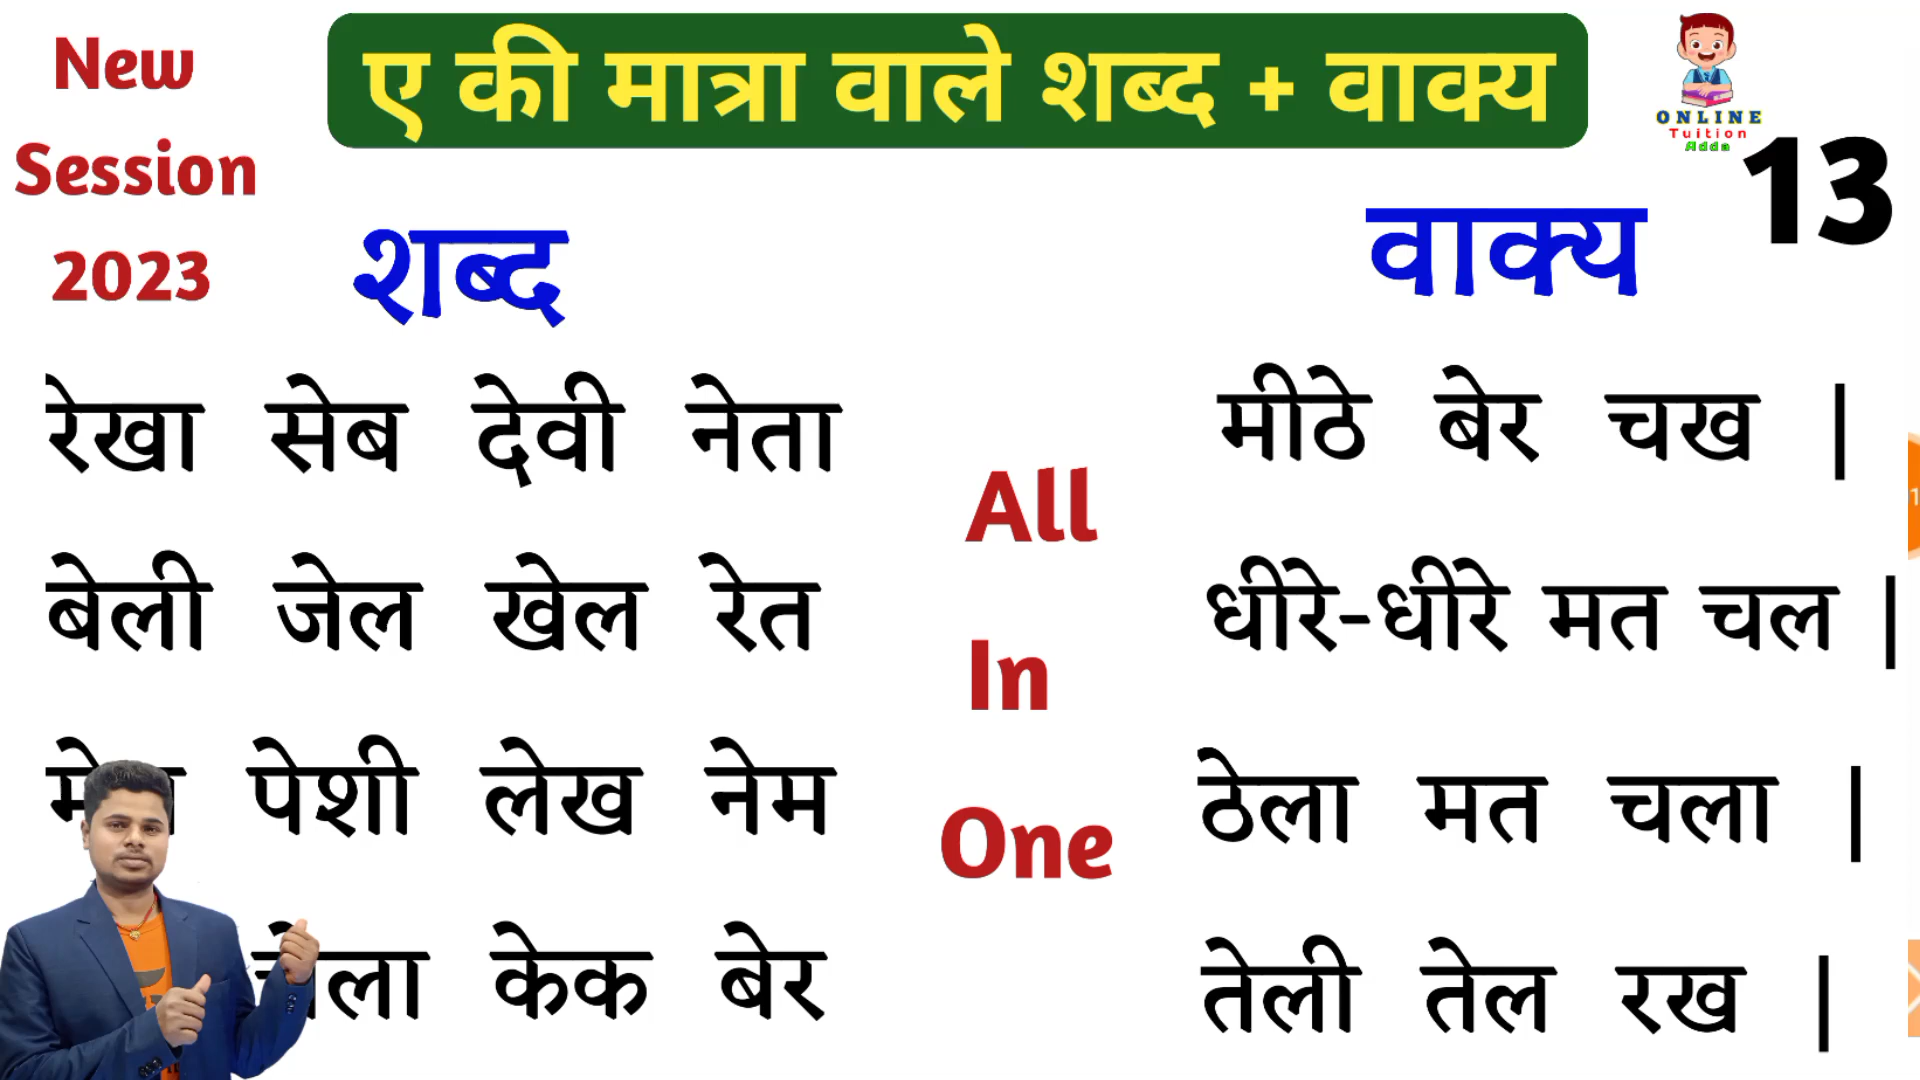 New
Session
2023
ए की मात्रा वाले शब्द + वाक्य
ONLINE
Tuition
Adda
13
शब्द
रेखा सेब देवी नेता
बेली जेल खेल रेत
पेशी लेख नेम
केक बेर
All
In
One
वाक्य
मीठे बेर चख |
धीरे-धीरे मत चल |
ठेला मत चला |
तेली तेल रख |